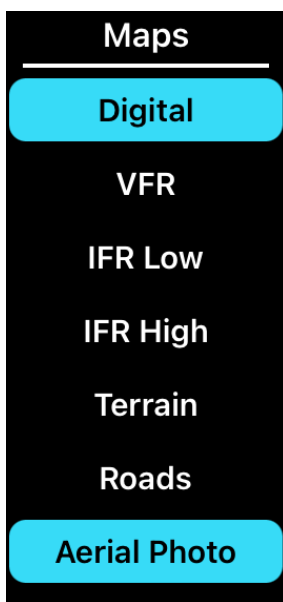 Maps
Digital
VFR
IFR Low
IFR High
Terrain
Roads
Aerial Photo